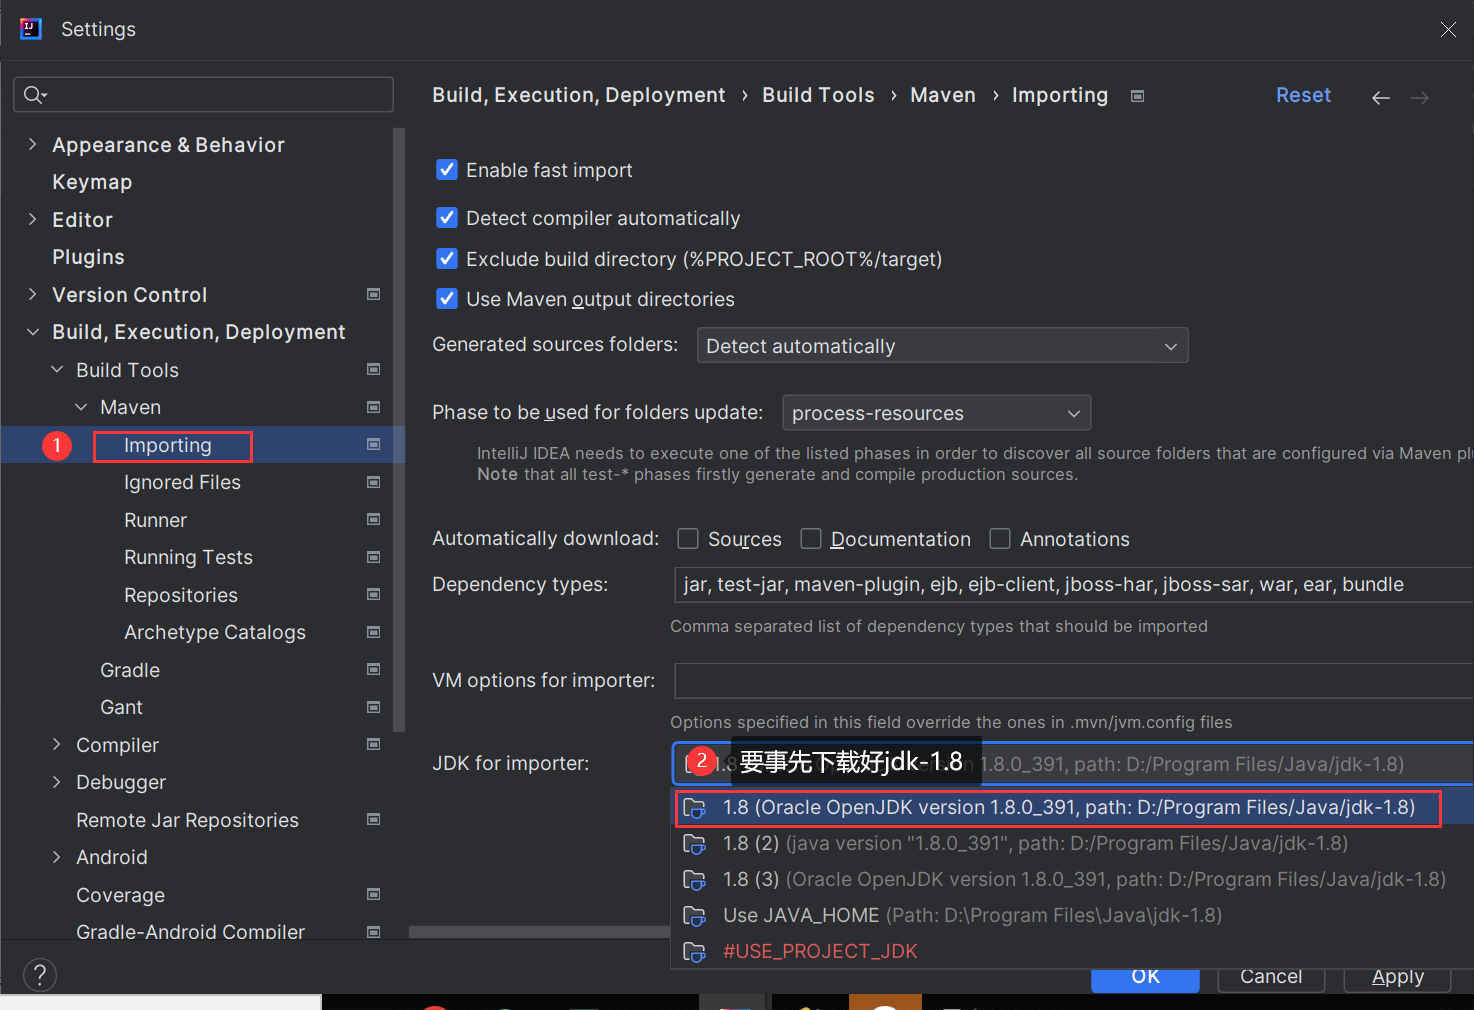 Settings
Build, Execution, Deployment › Build Tools › Maven › Importing
Reset
Appearance & Behavior
Keymap
Editor
Plugins
Version Control
Build, Execution, Deployment
Build Tools
Maven
1 Importing
Ignored Files
Runner
Running Tests
Repositories
Archetype Catalogs
Gradle
Gant
Compiler
Debugger
Remote Jar Repositories
Android
Coverage
Gradle-Android Compiler
Enable fast import
Detect compiler automatically
Exclude build directory (%PROJECT_ROOT%/target)
Use Maven output directories
Generated sources folders: Detect automatically
Phase to be used for folders update: process-resources
IntelliJ IDEA needs to execute one of the listed phases in order to discover all source folders that are configured via Maven
Note that all test-* phases firstly generate and compile production sources.
Automatically download: Sources Documentation Annotations
Dependency types: jar, test-jar, maven-plugin, ejb, ejb-client, jboss-har, jboss-sar, war, ear, bundle
Comma separated list of dependency types that should be imported
VM options for importer:
Options specified in this field override the ones in .mvn/jvm.config files
JDK for importer: 2 要事先下载好jdk-1.8 1.8.0_391, path: D:/Program Files/Java/jdk-1.8)
1.8 (Oracle OpenJDK version 1.8.0_391, path: D:/Program Files/Java/jdk-1.8)
1.8 (2) (java version "1.8.0_391", path: D:/Program Files/Java/jdk-1.8)
1.8 (3) (Oracle OpenJDK version 1.8.0_391, path: D:/Program Files/Java/jdk-1.8)
Use JAVA_HOME (Path: D:\Program Files\Java\jdk-1.8)
#USE_PROJECT_JDK
?
OK
Cancel
Apply